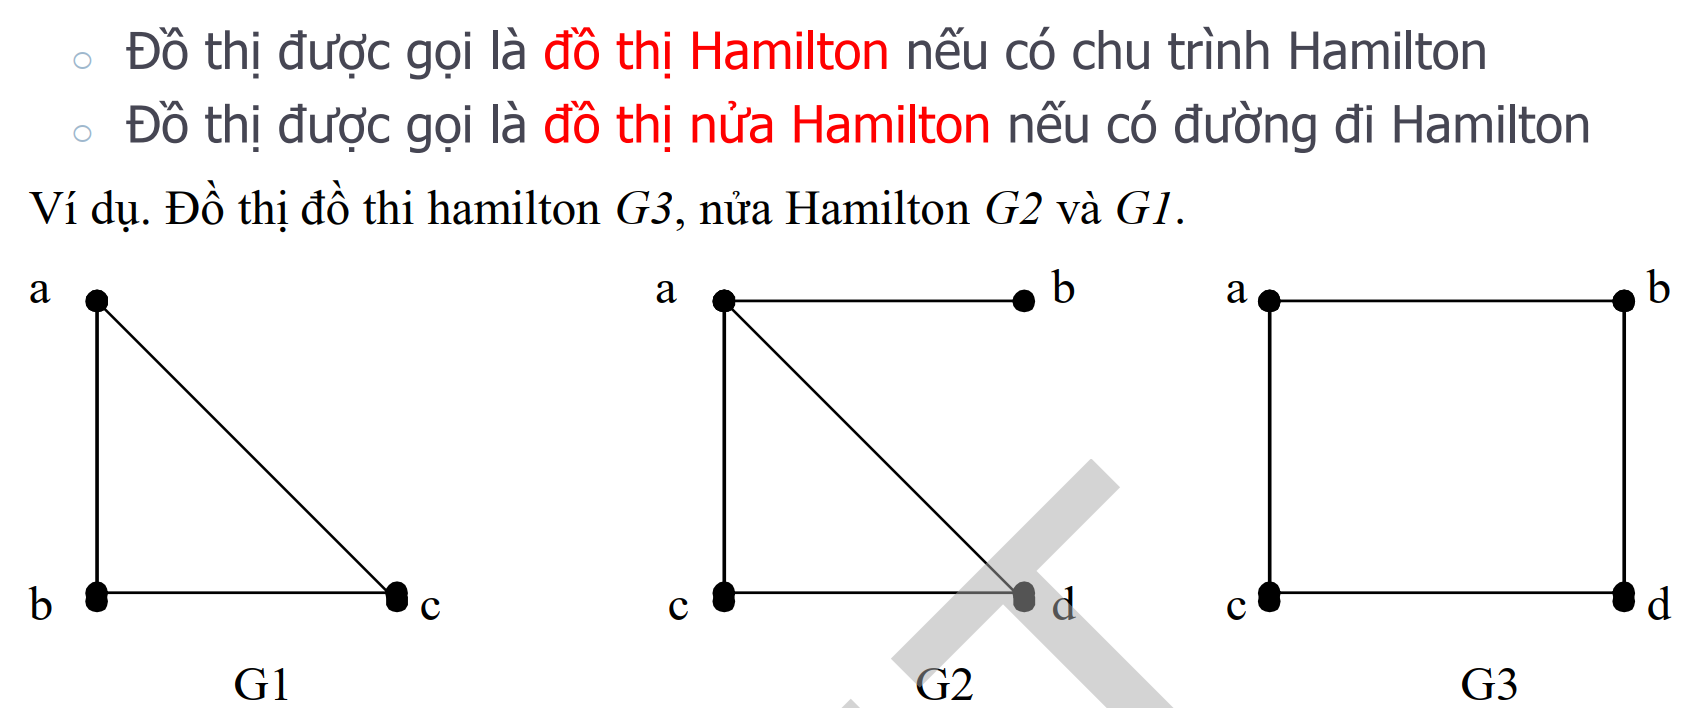 Đồ thị được gọi là đồ thị Hamilton nếu có chu trình Hamilton
Đồ thị được gọi là đồ thị nửa Hamilton nếu có đường đi Hamilton
Ví dụ. Đồ thị đồ thi hamilton G3, nửa Hamilton G2 và G1.
a a b a b
b c c d c d
G1 G2 G3